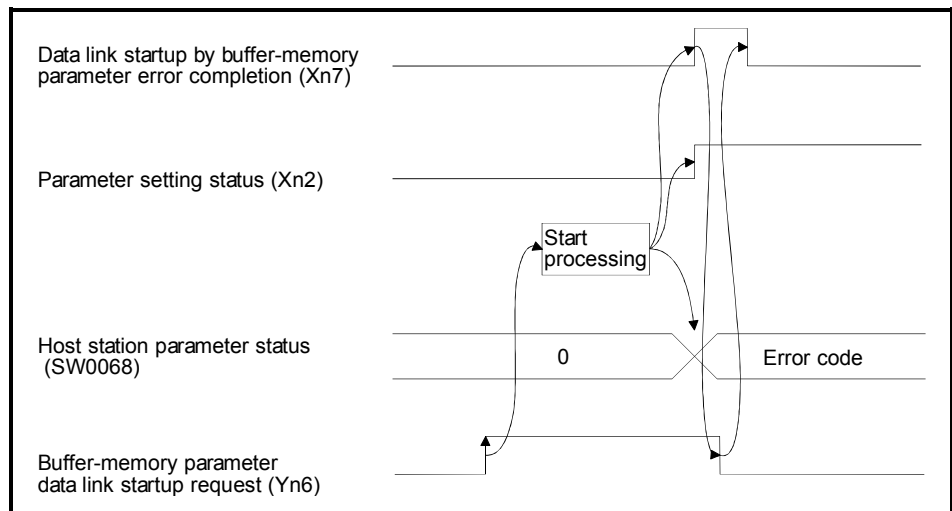 Data link startup by buffer-memory
parameter error completion (Xn7)
Parameter setting status (Xn2)
Start
processing
Host station parameter status
(SW0068)
0
Error code
Buffer-memory parameter
data link startup request (Yn6)